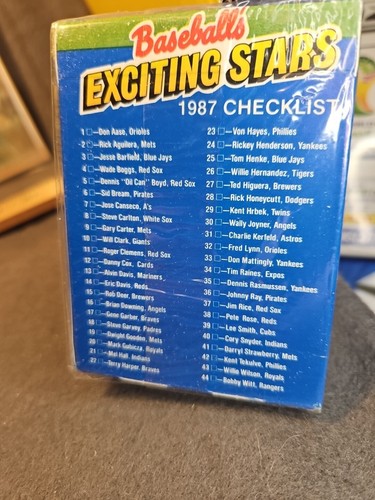 Baseball's
EXCITING STARS
1987 CHECKLIST
1 □—Don Aase, Orioles
2 □—Rick Aguilera, Mets
3 □—Jesse Barfield, Blue Jays
4 □—Wade Boggs, Red Sox
5 □—Dennis "Oil Can" Boyd, Red Sox
6 □—Sid Bream, Pirates
7 □—Jose Canseco, A's
8 □—Steve Carlton, White Sox
9 □—Gary Carter, Mets
10 □—Will Clark, Giants
11 □—Roger Clemens, Red Sox
12 □—Danny Cox, Cards
13 □—Alvin Davis, Mariners
14 □—Eric Davis, Reds
15 □—Rob Deer, Brewers
16 □—Brian Downing, Angels
17 □—Gene Garber, Braves
18 □—Steve Garvey, Padres
19 □—Dwight Gooden, Mets
20 □—Mark Gubicza, Royals
21 □—Mel Hall, Indians
22 □—Terry Harper, Braves
23 □—Von Hayes, Phillies
24 □—Rickey Henderson, Yankees
25 □—Tom Henke, Blue Jays
26 □—Willie Hernandez, Tigers
27 □—Ted Higuera, Brewers
28 □—Rick Honeycutt, Dodgers
29 □—Kent Hrbek, Twins
30 □—Wally Joyner, Angels
31 □—Charlie Kerfeld, Astros
32 □—Fred Lynn, Orioles
33 □—Don Mattingly, Yankees
34 □—Tim Raines, Expos
35 □—Dennis Rasmussen, Yankees
36 □—Johnny Ray, Pirates
37 □—Jim Rice, Red Sox
38 □—Pete Rose, Reds
39 □—Lee Smith, Cubs
40 □—Cory Snyder, Indians
41 □—Darryl Strawberry, Mets
42 □—Kent Tekulve, Phillies
43 □—Willie Wilson, Royals
44 □—Bobby Witt, Rangers